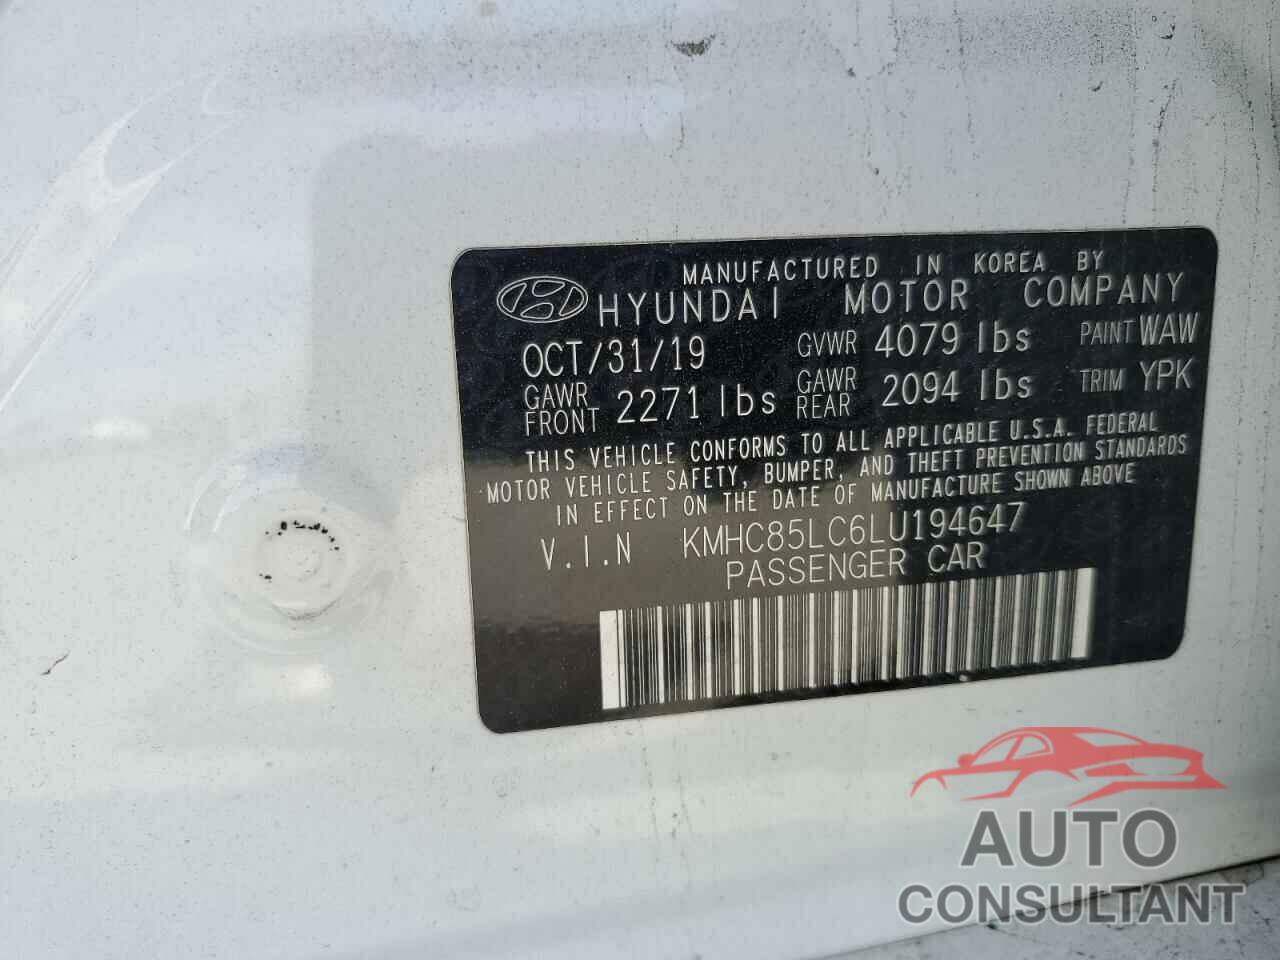 MANUFACTURED IN KOREA BY
HYUNDAI MOTOR COMPANY
OCT/31/19 GVWR 4079 lbs PAINT WAW
GAWR FRONT 2271 lbs GAWR REAR 2094 lbs TRIM YPK
THIS VEHICLE CONFORMS TO ALL APPLICABLE U.S.A. FEDERAL
MOTOR VEHICLE SAFETY, BUMPER, AND THEFT PREVENTION STANDARDS
IN EFFECT ON THE DATE OF MANUFACTURE SHOWN ABOVE
V.I.N KMHC85LC6LU194647
PASSENGER CAR
AUTO
CONSULTANT